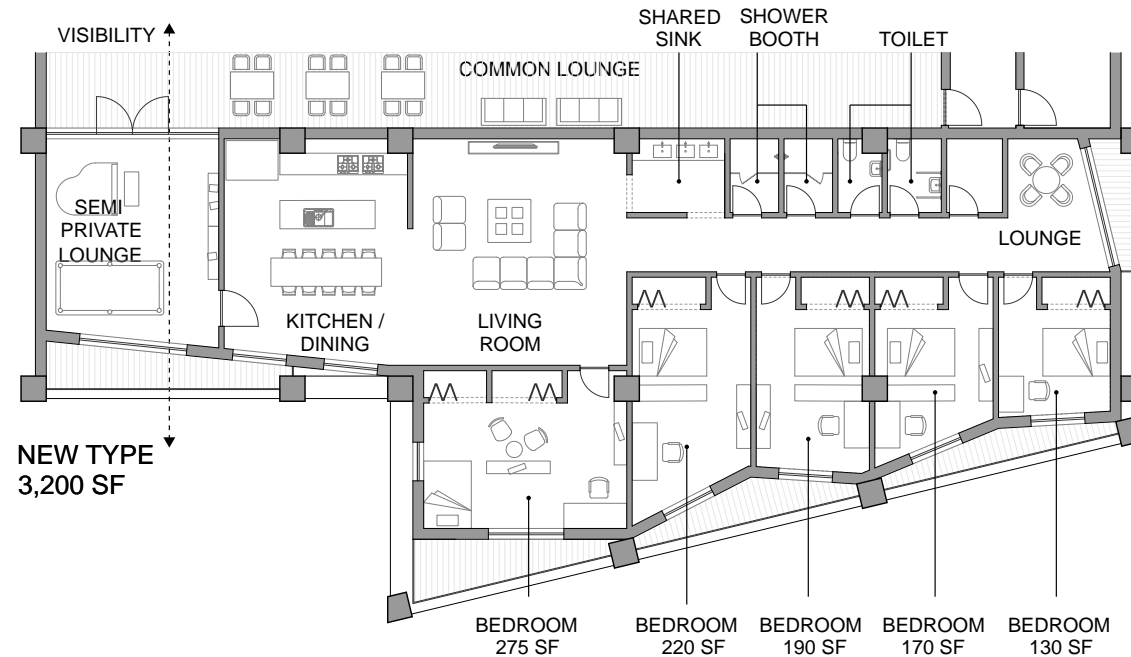 VISIBILITY
SHARED
SINK
SHOWER
BOOTH
TOILET
COMMON LOUNGE
SEMI
PRIVATE
LOUNGE
KITCHEN /
DINING
LIVING
ROOM
LOUNGE
NEW TYPE
3,200 SF
BEDROOM
275 SF
BEDROOM
220 SF
BEDROOM
190 SF
BEDROOM
170 SF
BEDROOM
130 SF